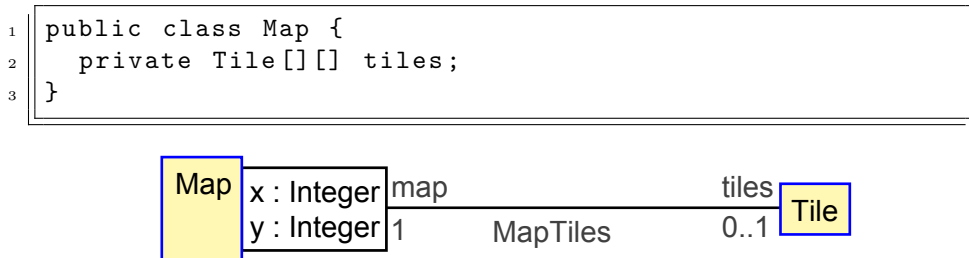 1 public class Map {
2 private Tile[][] tiles;
3 }
Map x : Integer map tiles Tile
y : Integer 1 MapTiles 0..1